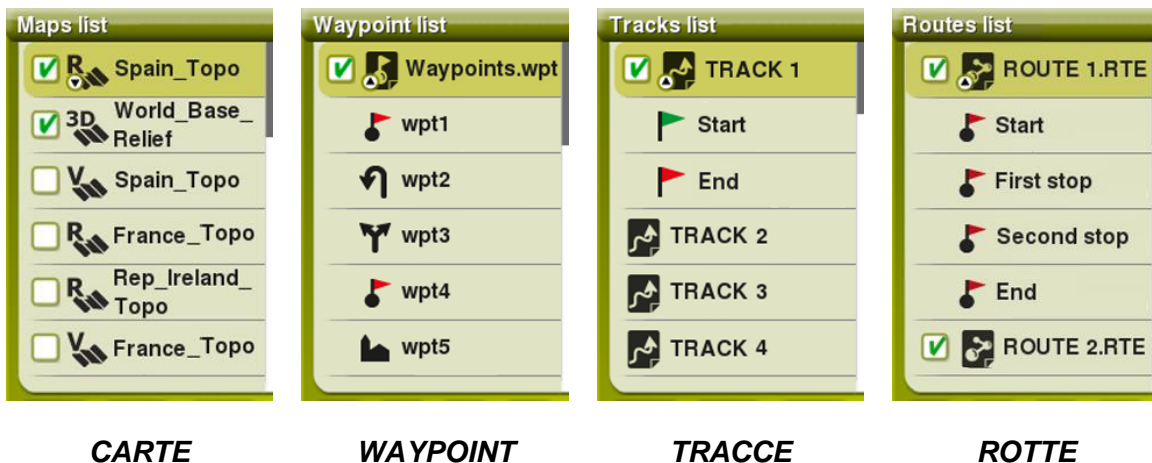 Maps list
R Spain_Topo
3D World_Base_
Relief
V Spain_Topo
R France_Topo
R Rep_Ireland_
Topo
V France_Topo
CARTE
Waypoint list
Waypoints.wpt
wpt1
wpt2
wpt3
wpt4
wpt5
WAYPOINT
Tracks list
TRACK 1
Start
End
TRACK 2
TRACK 3
TRACK 4
TRACCE
Routes list
ROUTE 1.RTE
Start
First stop
Second stop
End
ROUTE 2.RTE
ROTTE